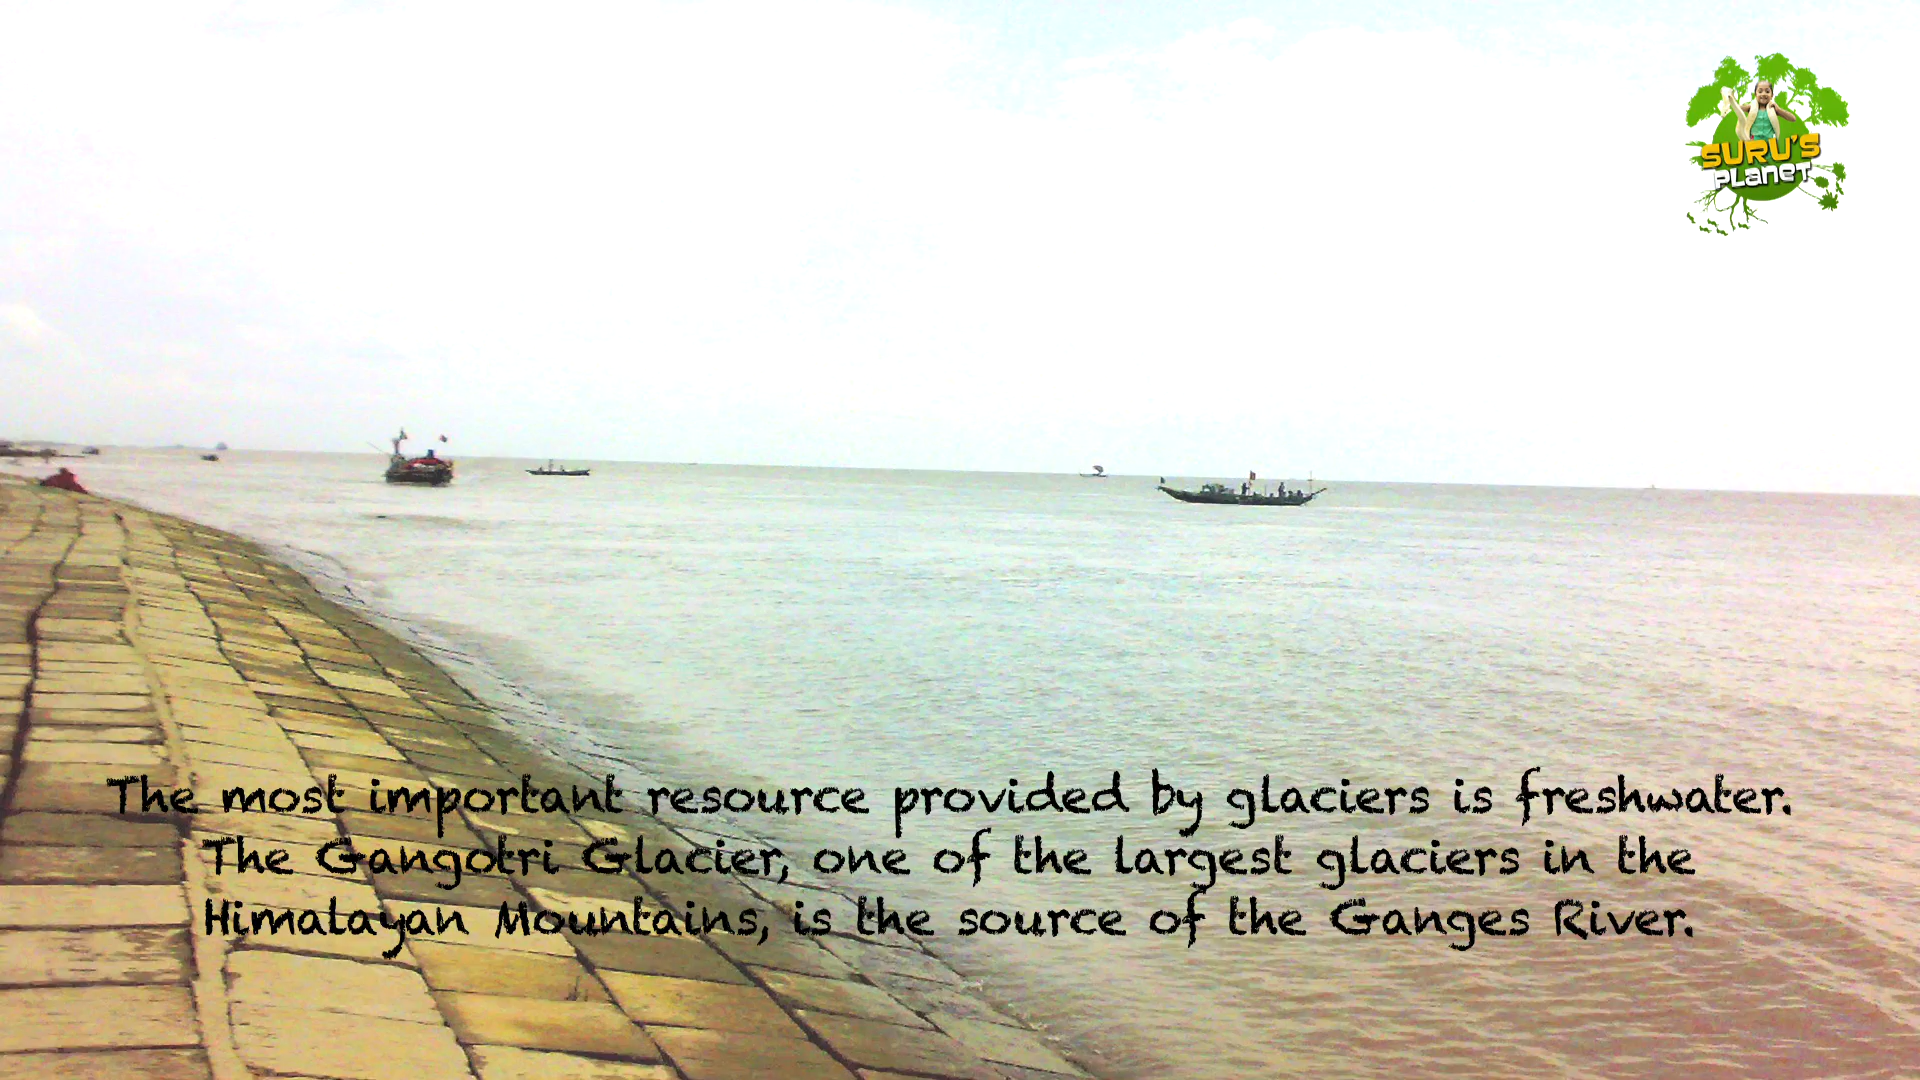 SURU'S
PLANET
The most important resource provided by glaciers is freshwater.
The Gangotri Glacier, one of the largest glaciers in the
Himalayan Mountains, is the source of the Ganges River.